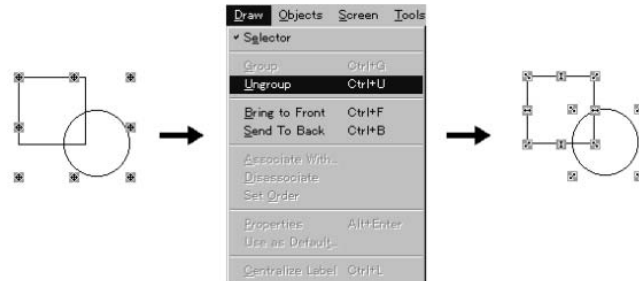 Draw Objects Screen Tools
Selector
Group Ctrl+G
Ungroup Ctrl+U
Bring to Front Ctrl+F
Send To Back Ctrl+B
Associate With...
Disassociate
Set Order
Properties Alt+Enter
Use as Default...
Centralize Label Ctrl+L